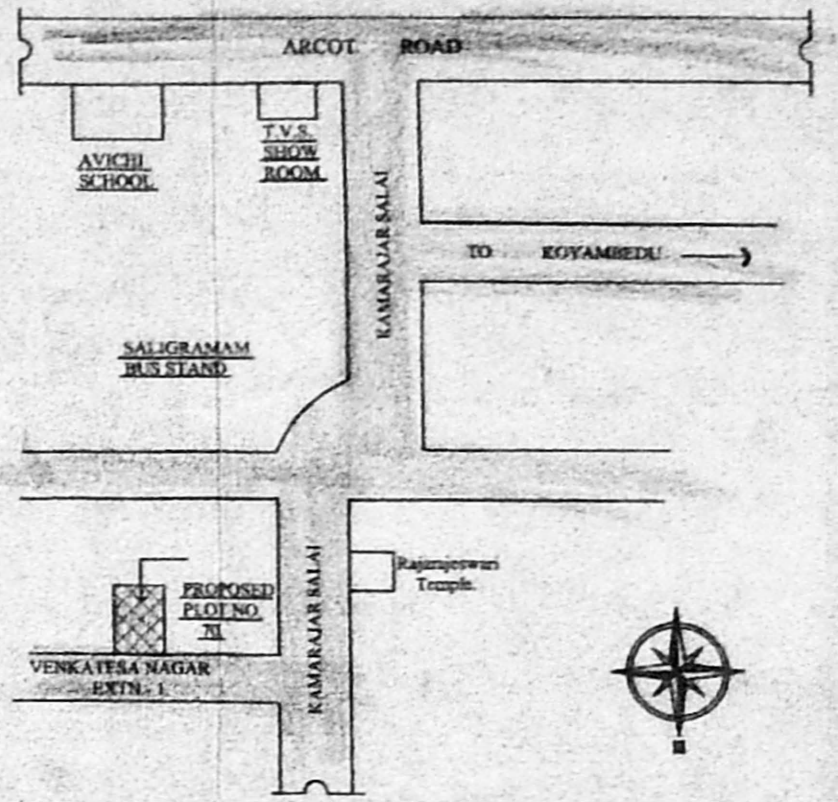 ARCOT ROAD
AVICHI
SCHOOL
T.V.S.
SHOW
ROOM
KAMARAJAR SALAI
TO KOYAMBEDU
SALIGRAMAM
BUS STAND
PROPOSED
PLOT NO.
Rajarajeswari
Temple.
KAMARAJAR SALAI
VENKATESA NAGAR
EXTN - 1